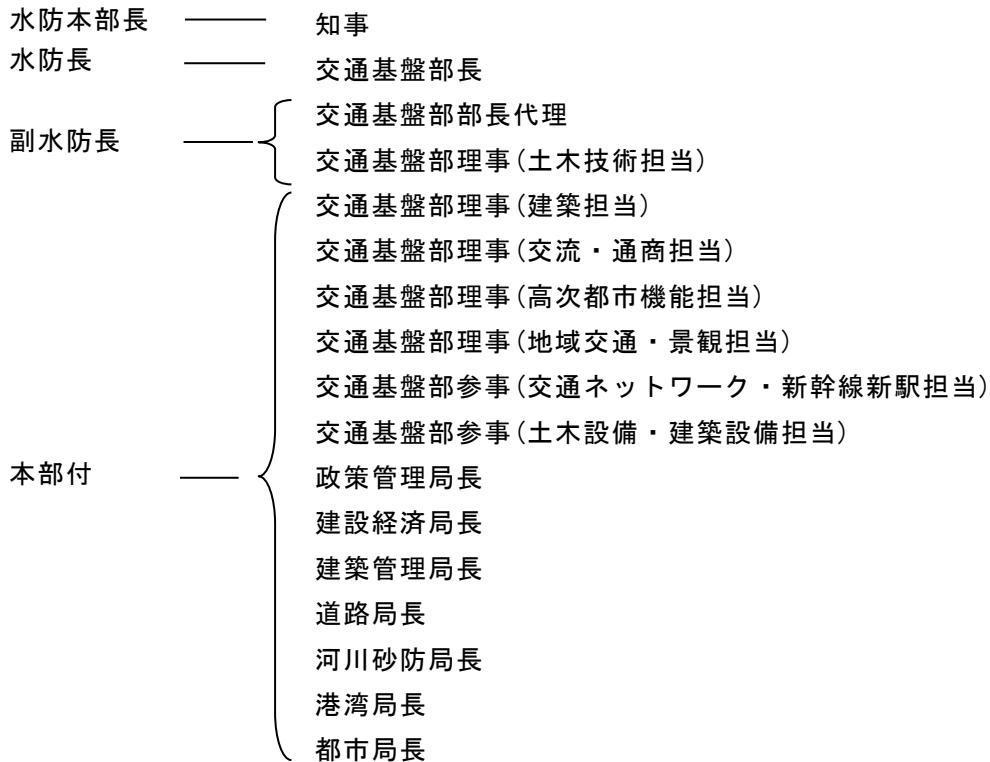 水防本部長 知事
水防長 交通基盤部長
交通基盤部部長代理
副水防長
交通基盤部理事(土木技術担当)
交通基盤部理事(建築担当)
交通基盤部理事(交流・通商担当)
交通基盤部理事(高次都市機能担当)
交通基盤部理事(地域交通・景観担当)
交通基盤部参事(交通ネットワーク・新幹線新駅担当)
交通基盤部参事(土木設備・建築設備担当)
本部付 政策管理局長
建設経済局長
建築管理局長
道路局長
河川砂防局長
港湾局長
都市局長